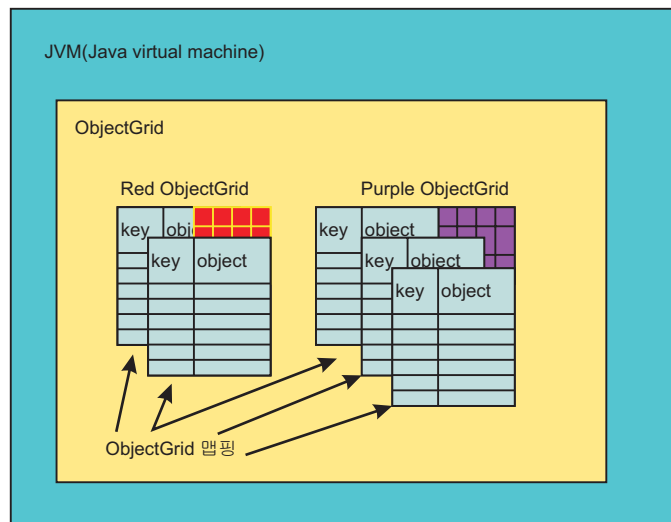 JVM(Java virtual machine)
ObjectGrid
Red ObjectGrid
Purple ObjectGrid
key
key object
key
key object
key object
ObjectGrid 맵핑